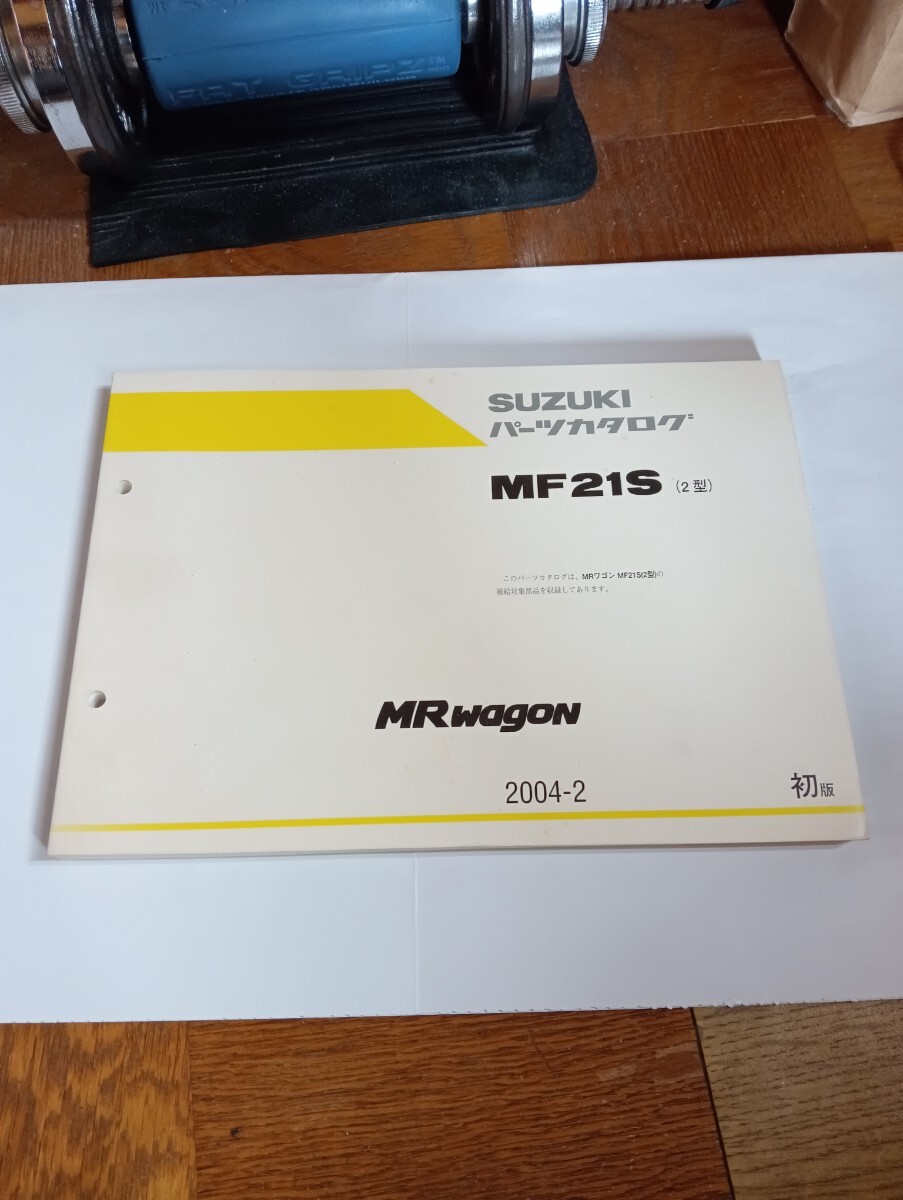 FAT GRIPZ
SUZUKI
パーツカタログ
MF21S (2型)
このパーツカタログは、MRワゴン MF21S(2型)の
補給対象部品を収録してあります。
MRwagon
2004-2
初版